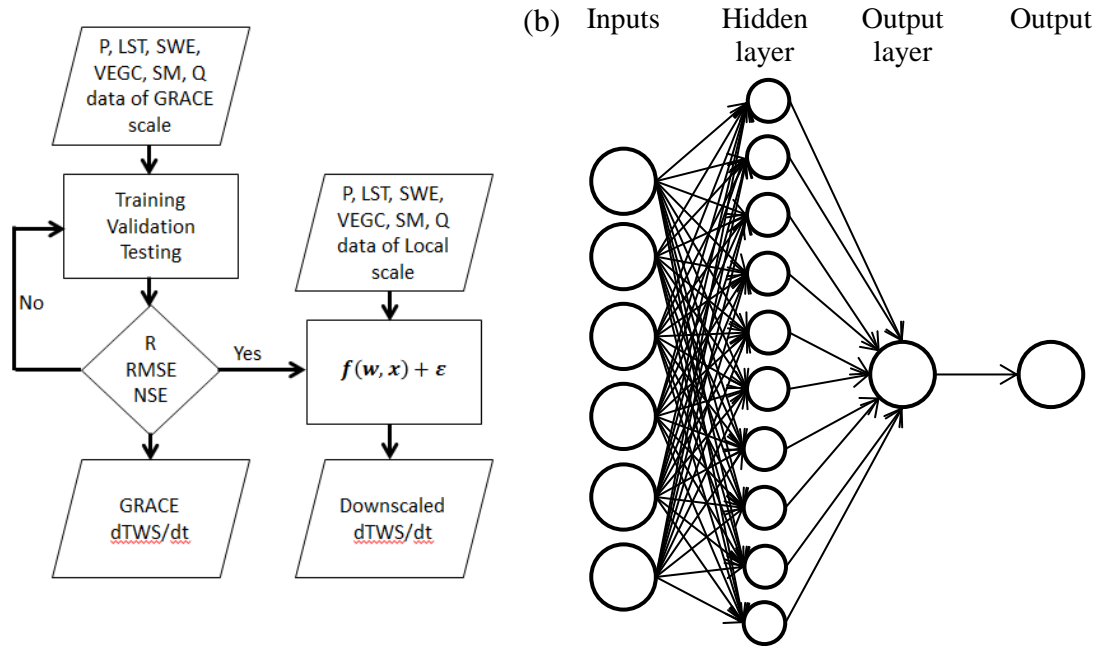 P, LST, SWE,
VEGC, SM, Q
data of GRACE
scale
Training
Validation
Testing
No
R
RMSE
NSE
Yes
GRACE
dTWS/dt
P, LST, SWE,
VEGC, SM, Q
data of Local
scale
f(w, x) + ε
Downscaled
dTWS/dt
(b)
Inputs
Hidden
layer
Output
layer
Output